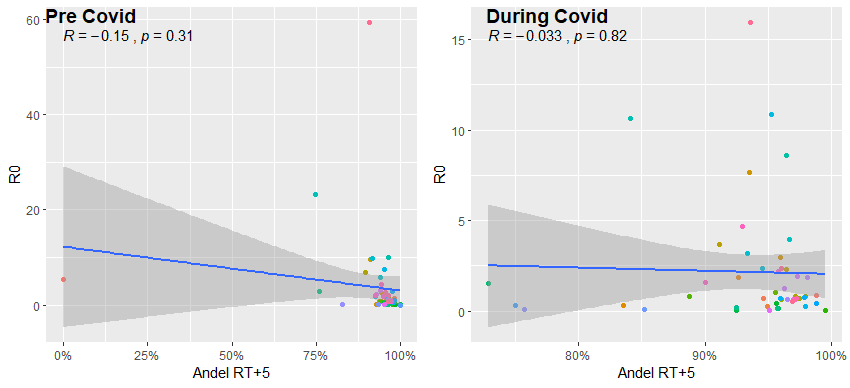 Pre Covid
R = −0.15 , p = 0.31
60
40
20
0
R0
0%
25%
50%
75%
100%
Andel RT+5
During Covid
R = −0.033 , p = 0.82
15
10
5
0
R0
80%
90%
100%
Andel RT+5